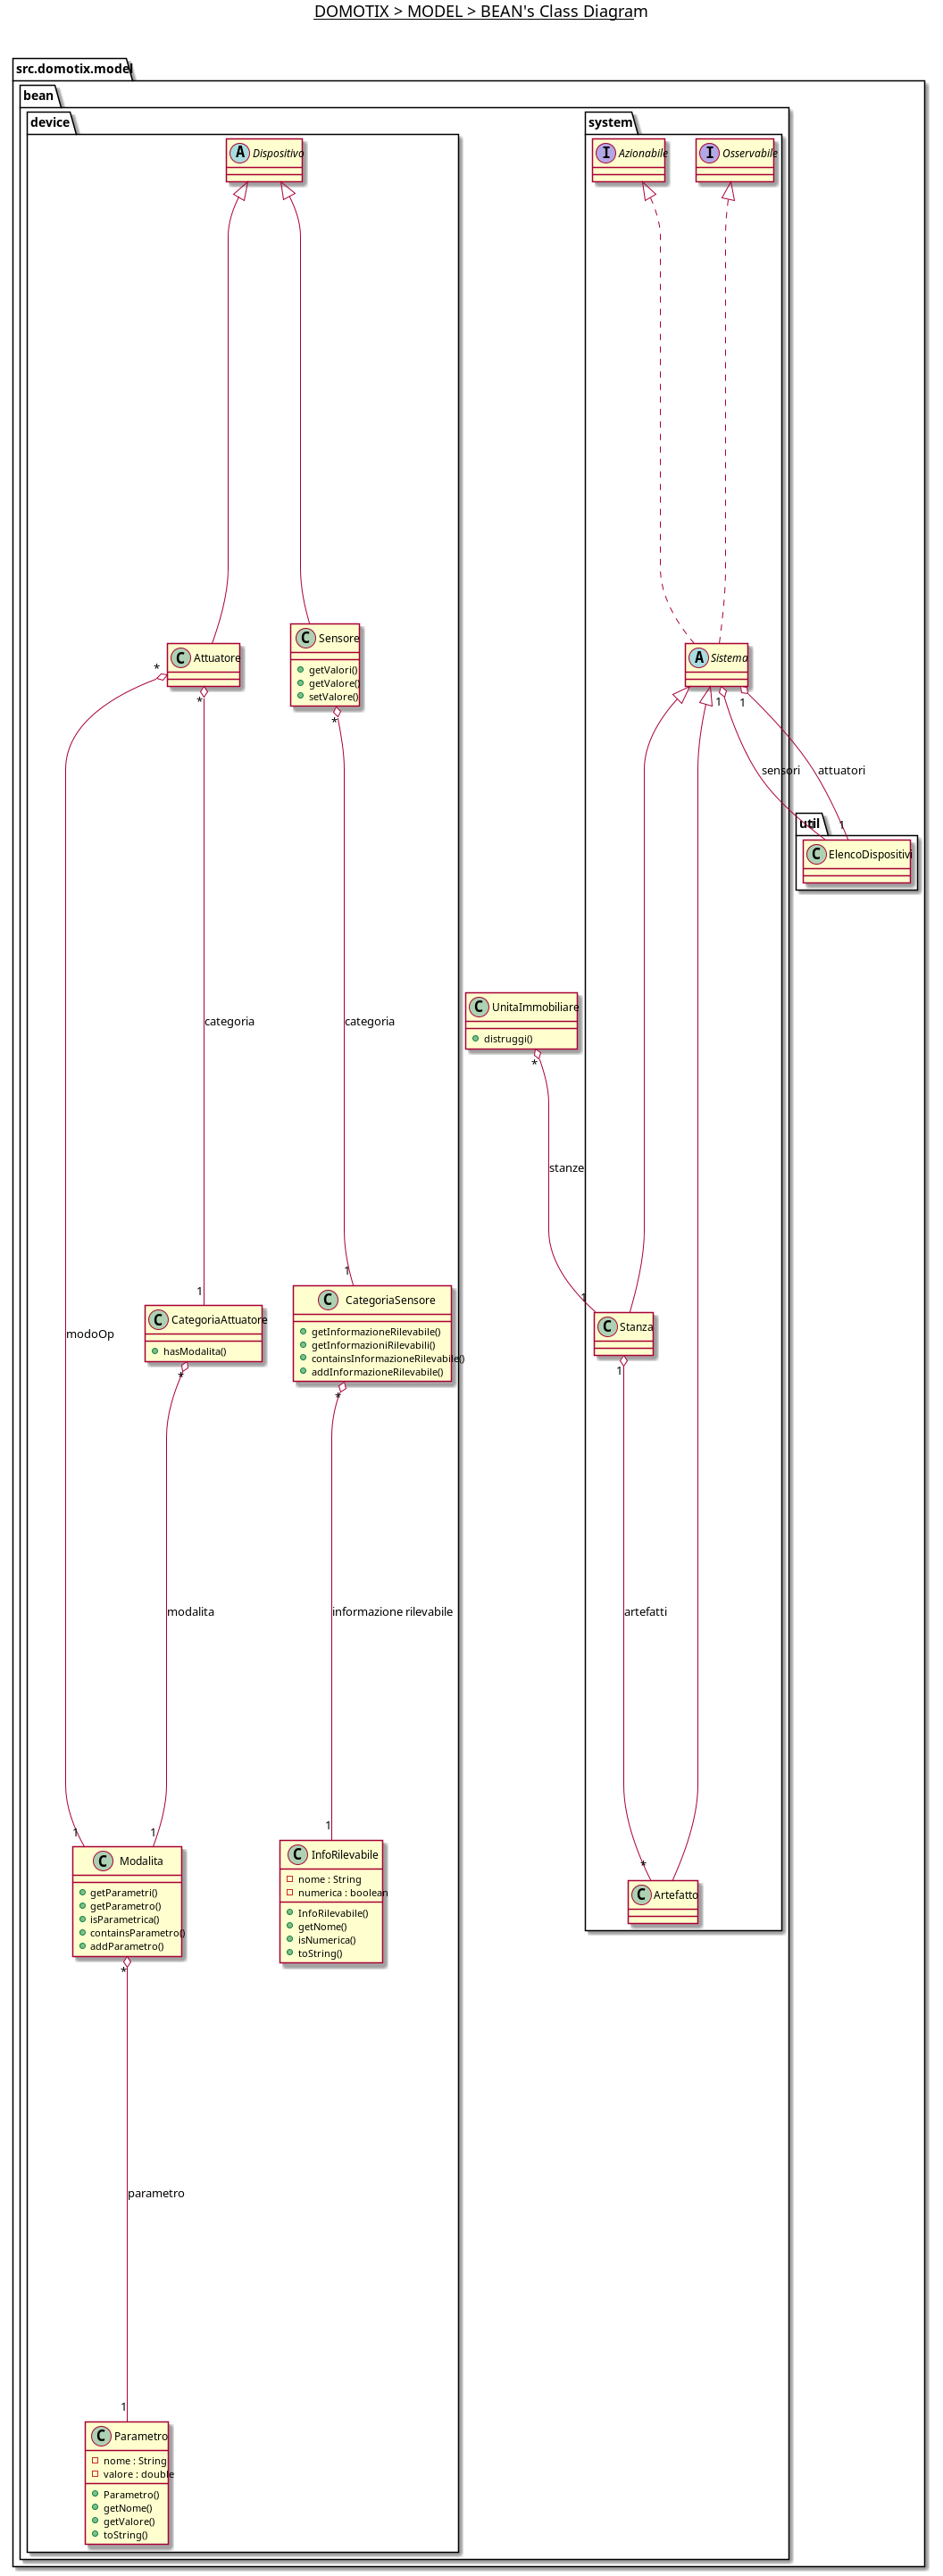 DOMOTIX > MODEL > BEAN's Class Diagram
src.domotix.model
bean
device
system
A Dispositivo
I Azionabile
I Osservabile
C Attuatore
C Sensore
getValori()
getValore()
setValore()
A Sistema
*
*
*
1
1
sensori
attuatori
1
util
C ElencoDispositivi
C UnitaImmobiliare
distruggi()
*
categoria
categoria
stanze
1
1
1
C CategoriaAttuatore
hasModalita()
C CategoriaSensore
getInformazioneRilevabile()
getInformazioniRilevabili()
containsInformazioneRilevabile()
addInformazioneRilevabile()
C Stanza
modoOp
*
*
1
modalita
informazione rilevabile
artefatti
1
1
1
*
C Modalita
getParametri()
getParametro()
isParametrica()
containsParametro()
addParametro()
C InfoRilevabile
nome : String
numerica : boolean
InfoRilevabile()
getNome()
isNumerica()
toString()
C Artefatto
*
parametro
1
C Parametro
nome : String
valore : double
Parametro()
getNome()
getValore()
toString()